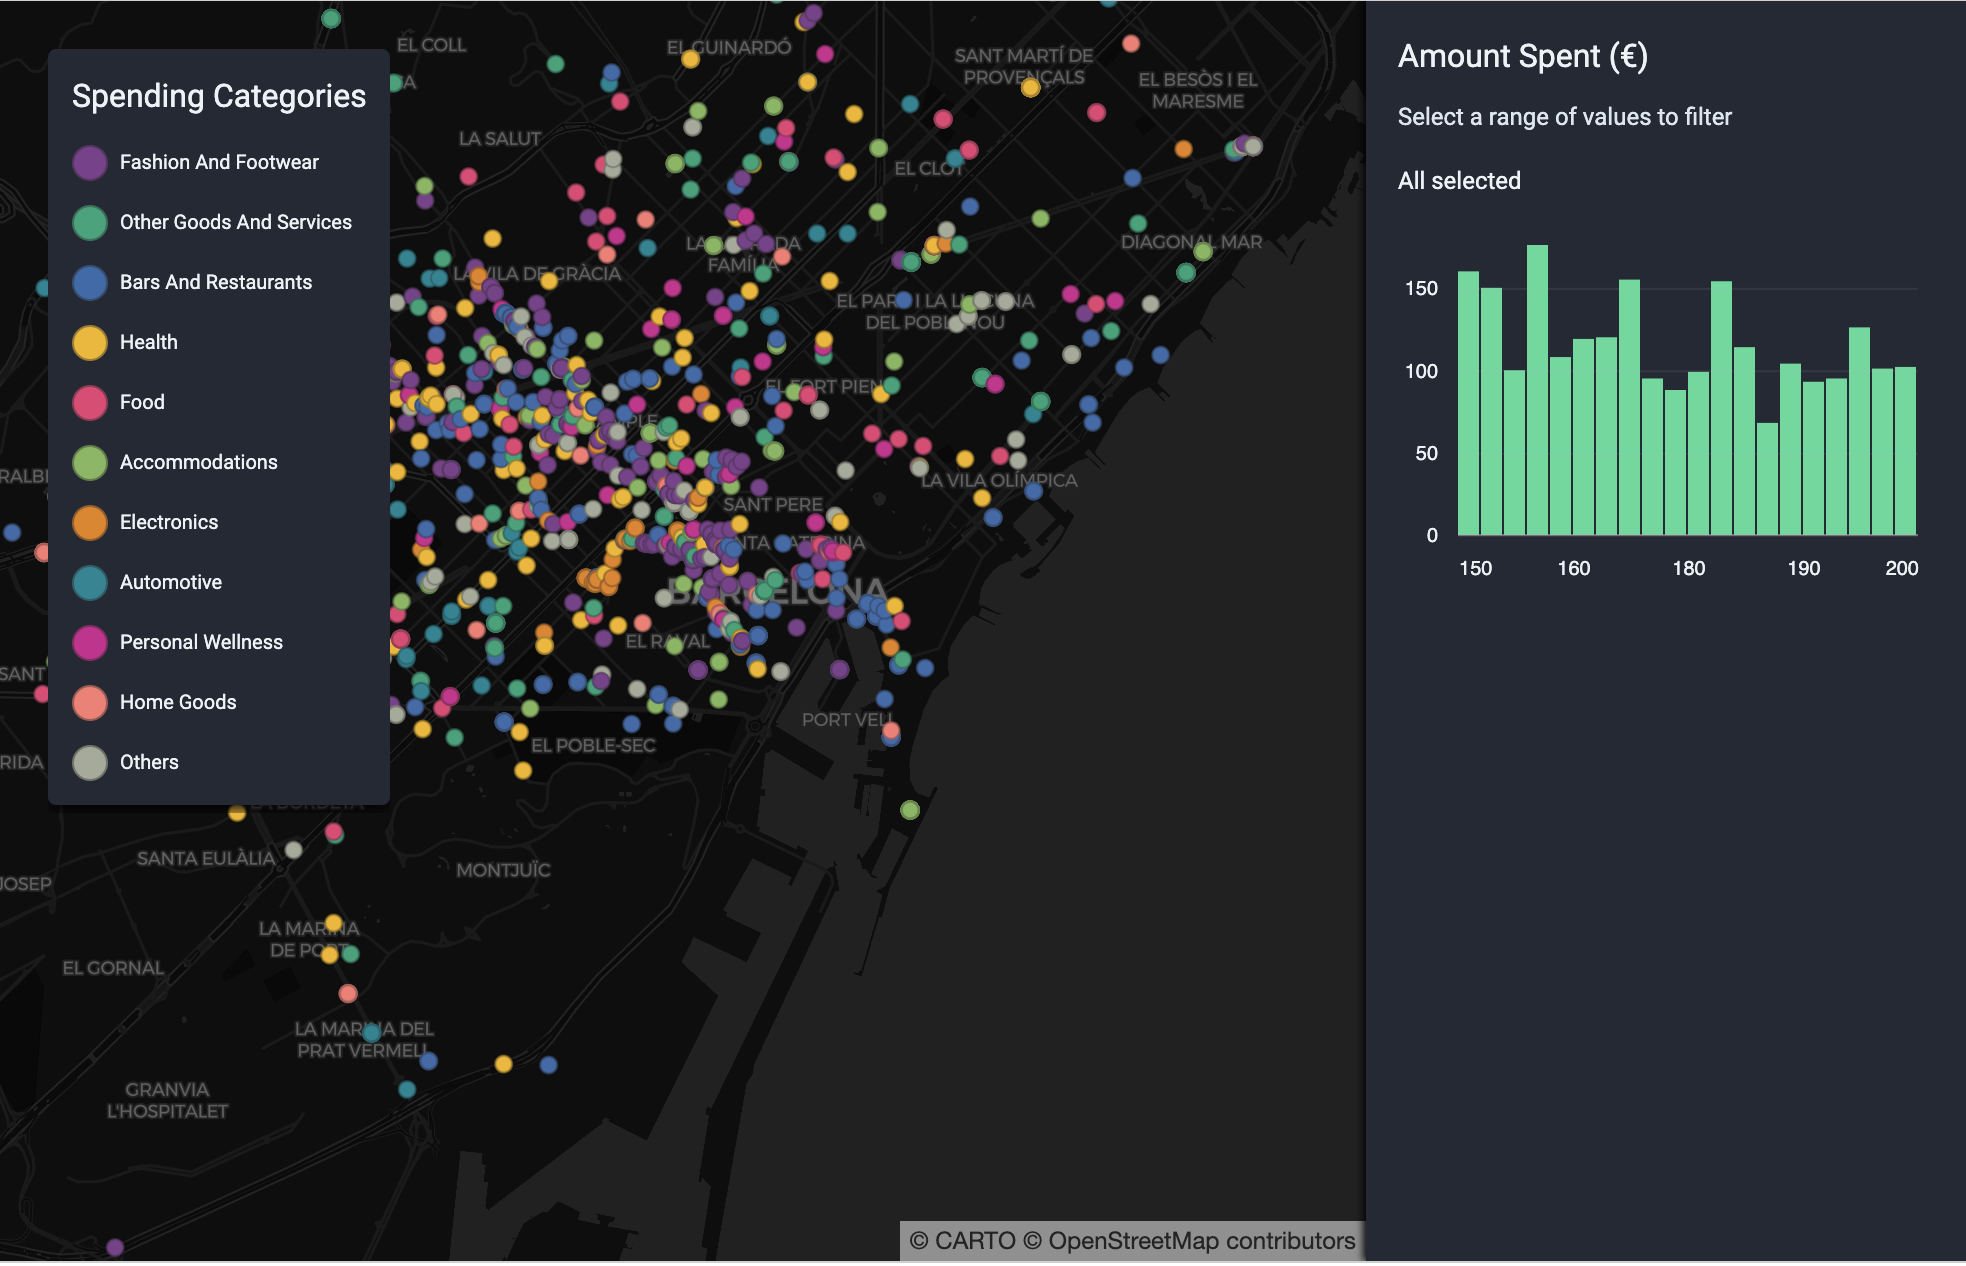 Spending Categories
Fashion And Footwear
Other Goods And Services
Bars And Restaurants
Health
Food
Accommodations
Electronics
Automotive
Personal Wellness
Home Goods
Others
EL COLL
EL GUINARDÓ
SANT MARTÍ DE
PROVENÇALS
EL BESÒS I EL
MARESME
LA SALUT
EL CLOT
DIAGONAL MAR
FAMÍLIA
LA VILA DE GRÀCIA
EL PARC I LA LLACUNA
DEL POBLENOU
EL FORT PIENC
LA VILA OLÍMPICA
SANT PERE
BARCELONA
EL RAVAL
PORT VELL
EL POBLE-SEC
SANT
RIDA
SANTA EULÀLIA
MONTJUÏC
JOSEP
LA MARINA
DE PORT
EL GORNAL
LA MARINA DEL
PRAT VERMELL
GRANVIA
L'HOSPITALET
© CARTO © OpenStreetMap contributors
Amount Spent (€)
Select a range of values to filter
All selected
150
100
50
0
150 160 180 190 200